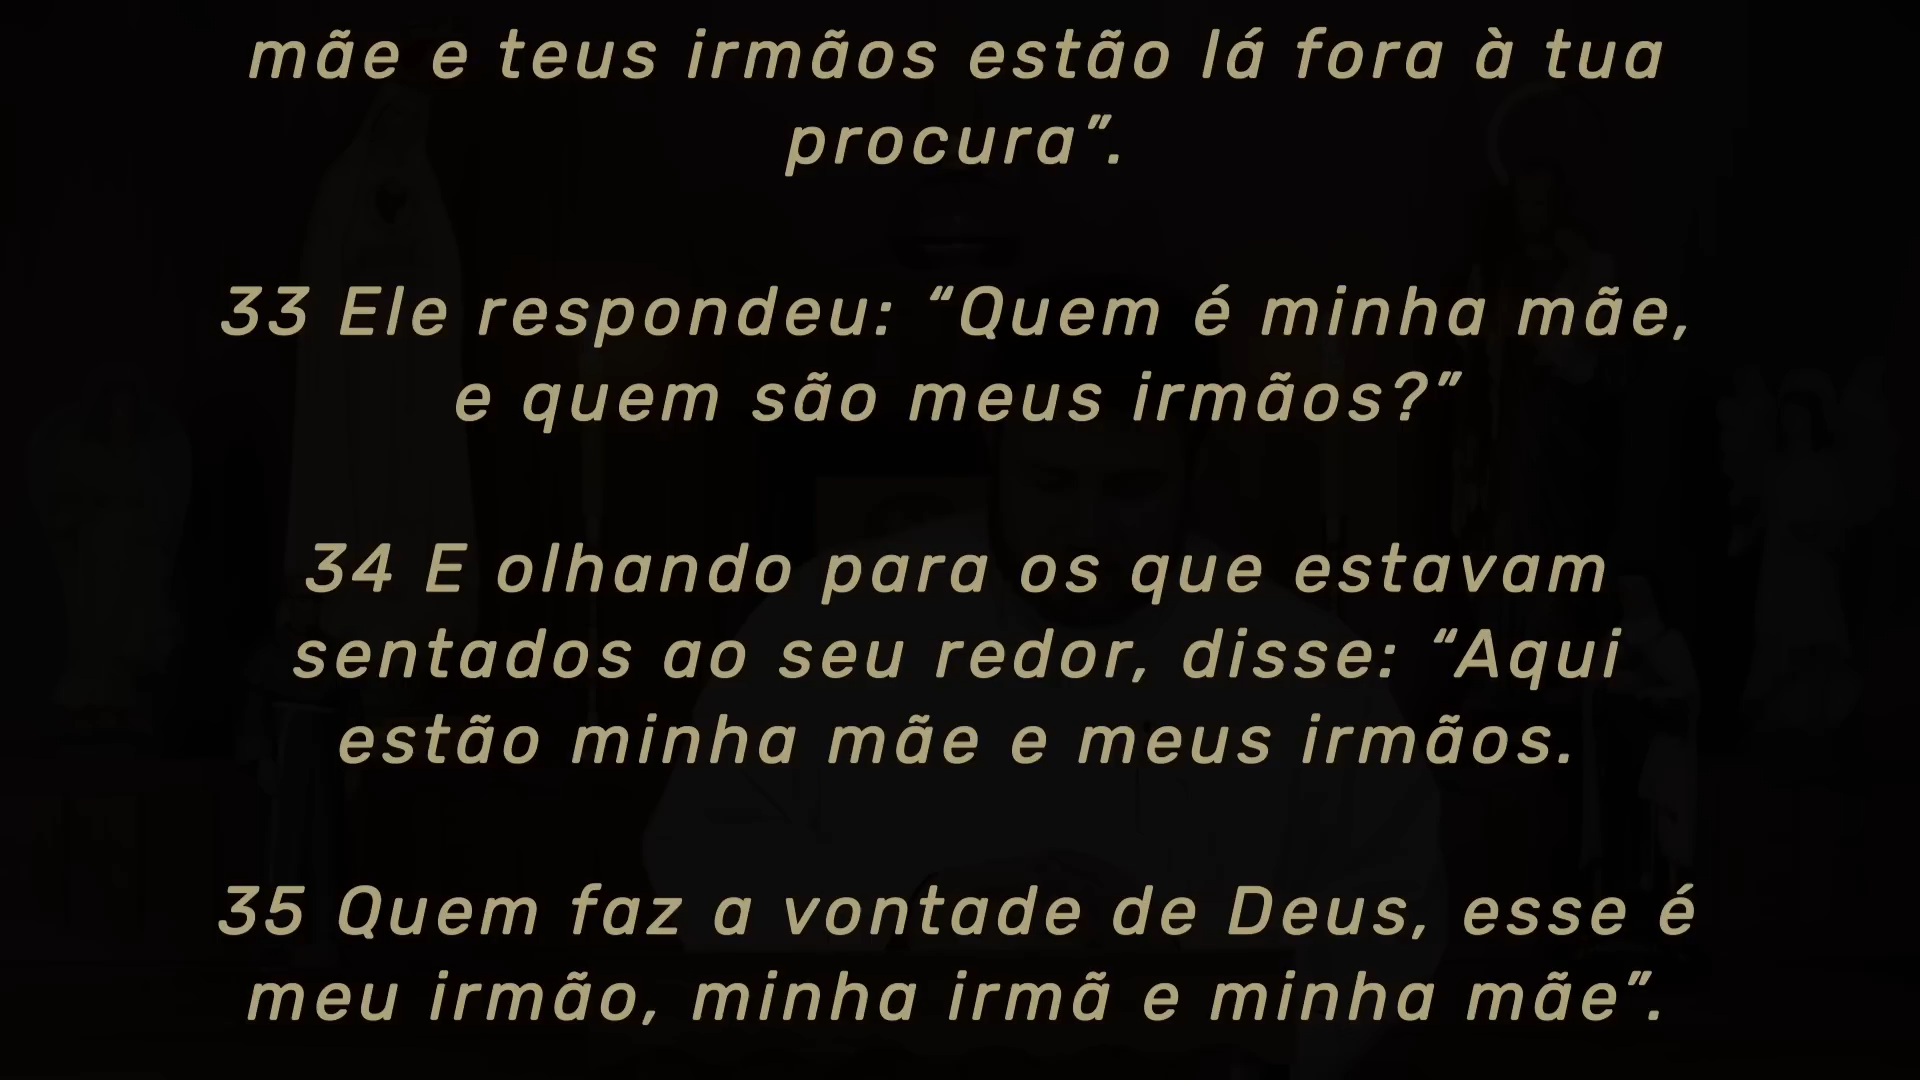 mãe e teus irmãos estão lá fora à tua
procura”.
33 Ele respondeu: “Quem é minha mãe,
e quem são meus irmãos?”
34 E olhando para os que estavam
sentados ao seu redor, disse: “Aqui
estão minha mãe e meus irmãos.
35 Quem faz a vontade de Deus, esse é
meu irmão, minha irmã e minha mãe”.